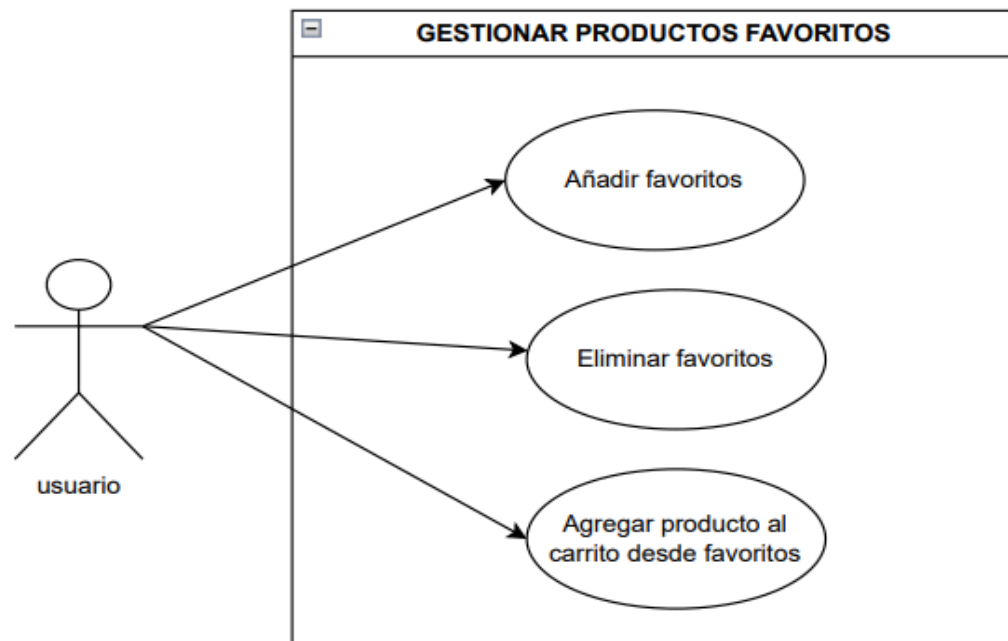 GESTIONAR PRODUCTOS FAVORITOS
Añadir favoritos
Eliminar favoritos
usuario
Agregar producto al
carrito desde favoritos